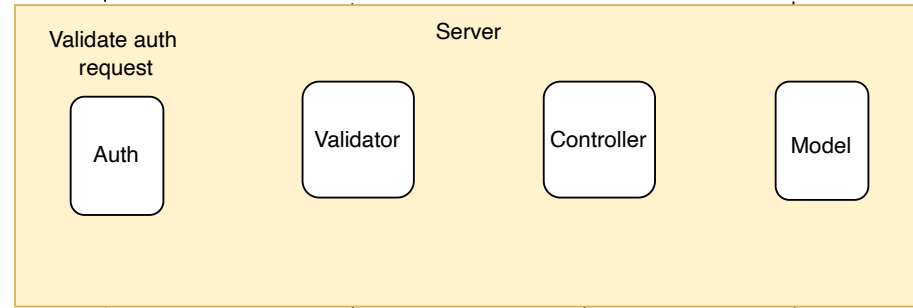 Server
Validate auth
request
Auth
Validator
Controller
Model